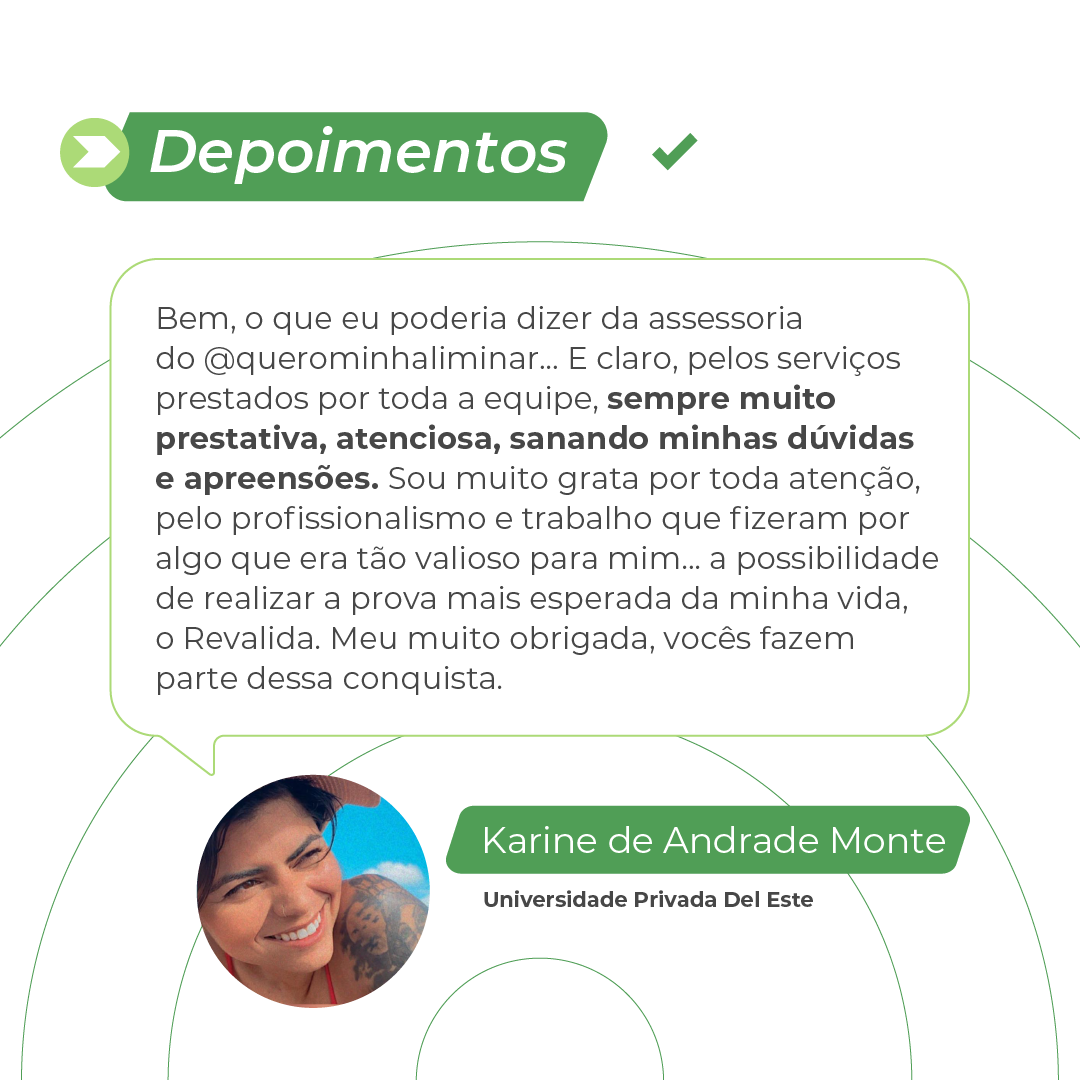 Depoimentos
Bem, o que eu poderia dizer da assessoria
do @querominhaliminar... E claro, pelos serviços
prestados por toda a equipe, sempre muito
prestativa, atenciosa, sanando minhas dúvidas
e apreensões. Sou muito grata por toda atenção,
pelo profissionalismo e trabalho que fizeram por
algo que era tão valioso para mim... a possibilidade
de realizar a prova mais esperada da minha vida,
o Revalida. Meu muito obrigada, vocês fazem
parte dessa conquista.
Karine de Andrade Monte
Universidade Privada Del Este